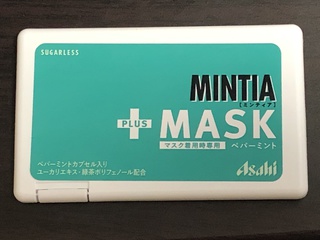 SUGARLESS
MINTIA
[ミンティア]
PLUS
MASK
マスク着用時専用 ペパーミント
ペパーミントカプセル入り
ユーカリエキス・緑茶ポリフェノール配合
Asahi